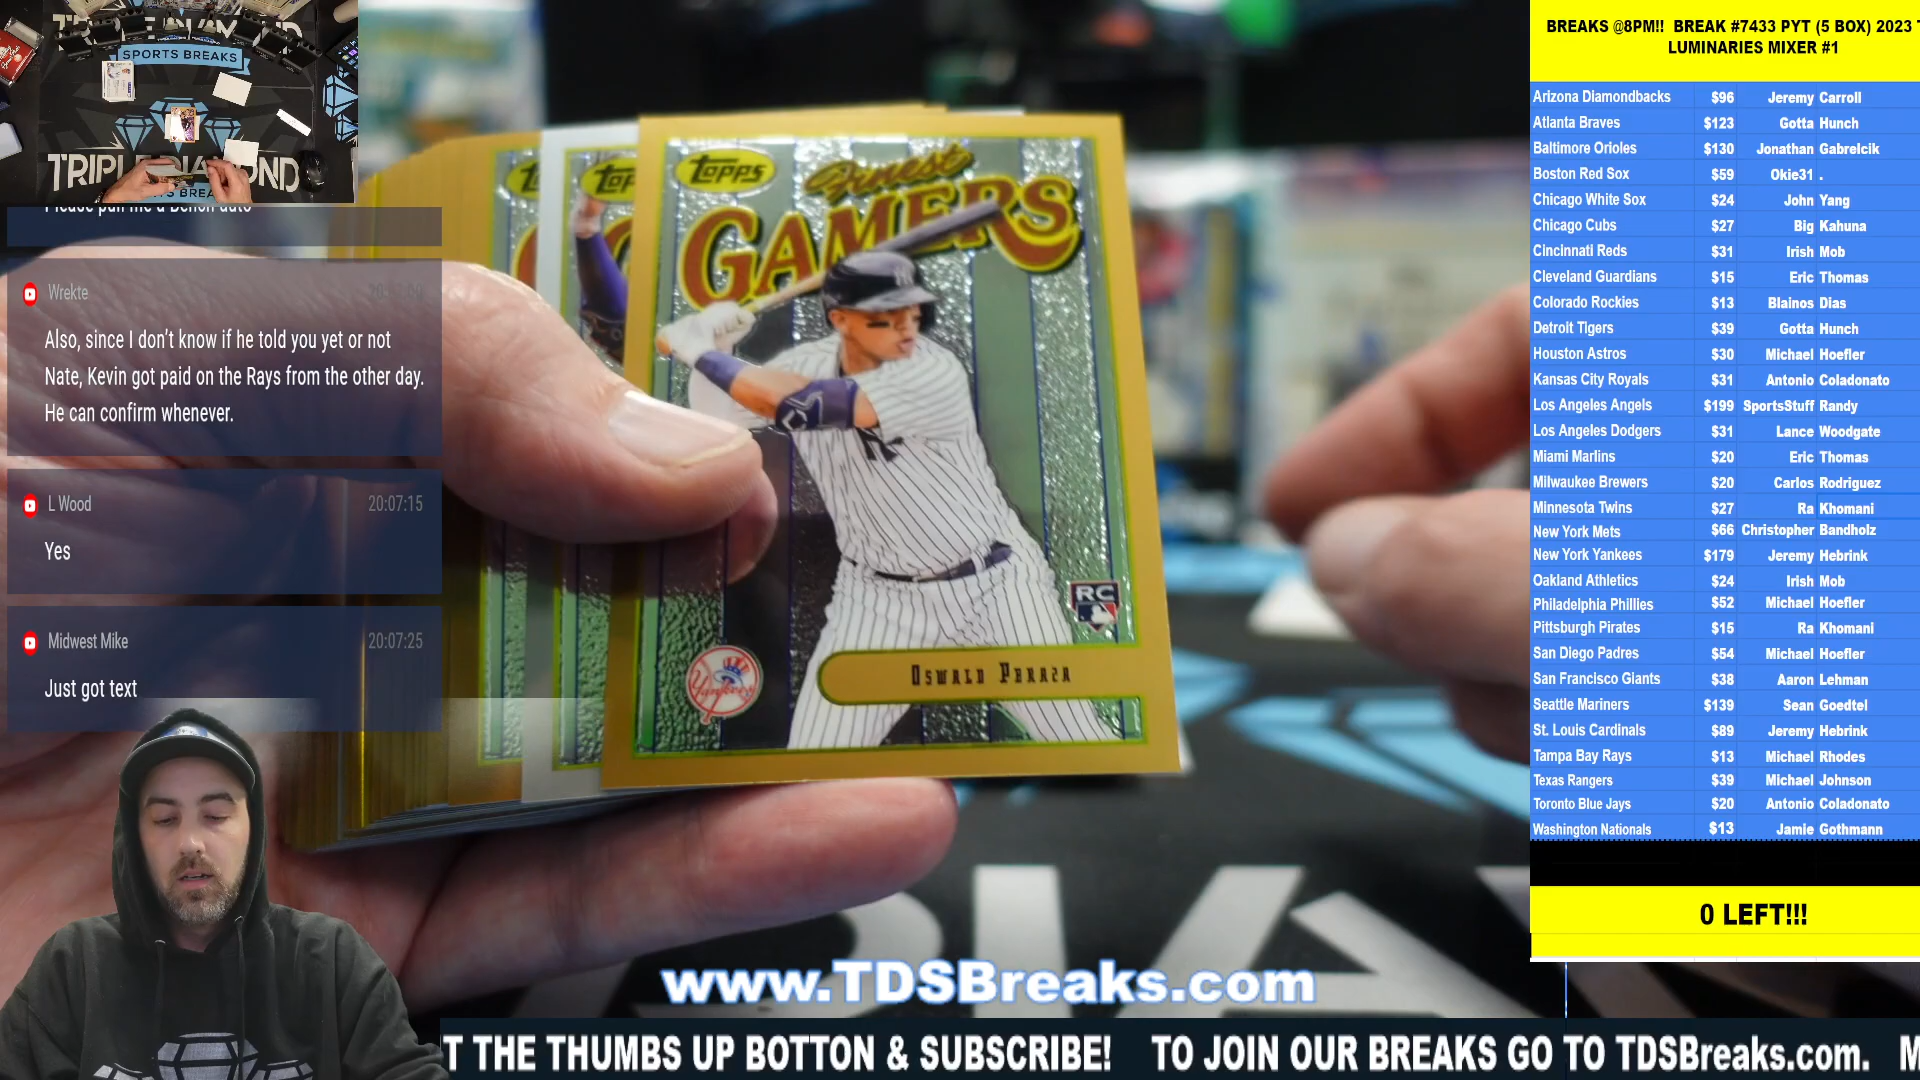 TRIPLE DIAMOND
SPORTS BREAKS
TRIPLE DIAMOND
Please pull me a Bench auto
Wrekte
Also, since I don't know if he told you yet or not
Nate, Kevin got paid on the Rays from the other day.
He can confirm whenever.
L Wood 20:07:15
Yes
Midwest Mike 20:07:25
Just got text
Topps
Finest
GAMERS
RC
Yankees
Oswald Peraza
BREAKS @8PM!! BREAK #7433 PYT (5 BOX) 2023
LUMINARIES MIXER #1
Arizona Diamondbacks $96 Jeremy Carroll
Atlanta Braves $123 Gotta Hunch
Baltimore Orioles $130 Jonathan Gabrelcik
Boston Red Sox $59 Okie31 .
Chicago White Sox $24 John Yang
Chicago Cubs $27 Big Kahuna
Cincinnati Reds $31 Irish Mob
Cleveland Guardians $15 Eric Thomas
Colorado Rockies $13 Blainos Dias
Detroit Tigers $39 Gotta Hunch
Houston Astros $30 Michael Hoefler
Kansas City Royals $31 Antonio Coladonato
Los Angeles Angels $199 SportsStuff Randy
Los Angeles Dodgers $31 Lance Woodgate
Miami Marlins $20 Eric Thomas
Milwaukee Brewers $20 Carlos Rodriguez
Minnesota Twins $27 Ra Khomani
New York Mets $66 Christopher Bandholz
New York Yankees $179 Jeremy Hebrink
Oakland Athletics $24 Irish Mob
Philadelphia Phillies $52 Michael Hoefler
Pittsburgh Pirates $15 Ra Khomani
San Diego Padres $54 Michael Hoefler
San Francisco Giants $38 Aaron Lehman
Seattle Mariners $139 Sean Goedtel
St. Louis Cardinals $89 Jeremy Hebrink
Tampa Bay Rays $13 Michael Rhodes
Texas Rangers $39 Michael Johnson
Toronto Blue Jays $20 Antonio Coladonato
Washington Nationals $13 Jamie Gothmann
0 LEFT!!!
www.TDSBreaks.com
T THE THUMBS UP BOTTON & SUBSCRIBE! TO JOIN OUR BREAKS GO TO TDSBreaks.com. M